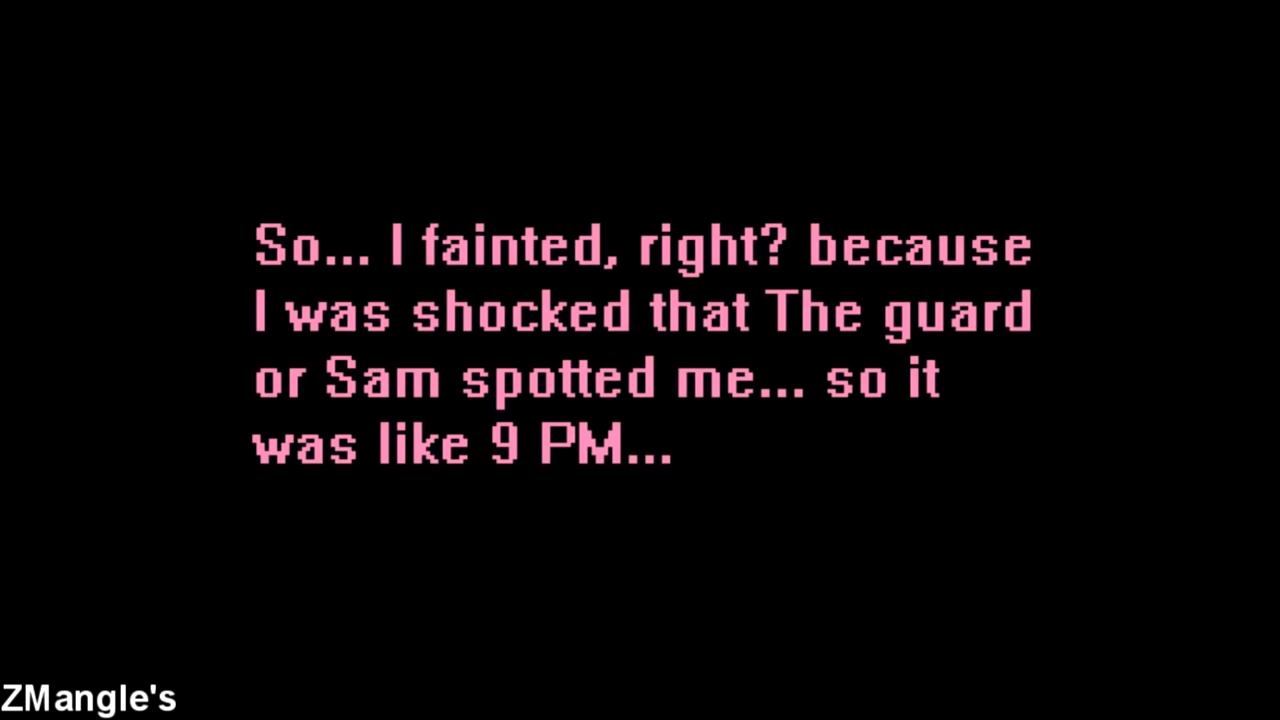 So... I fainted, right? because
I was shocked that The guard
or Sam spotted me... so it
was like 9 PM...
ZMangle's